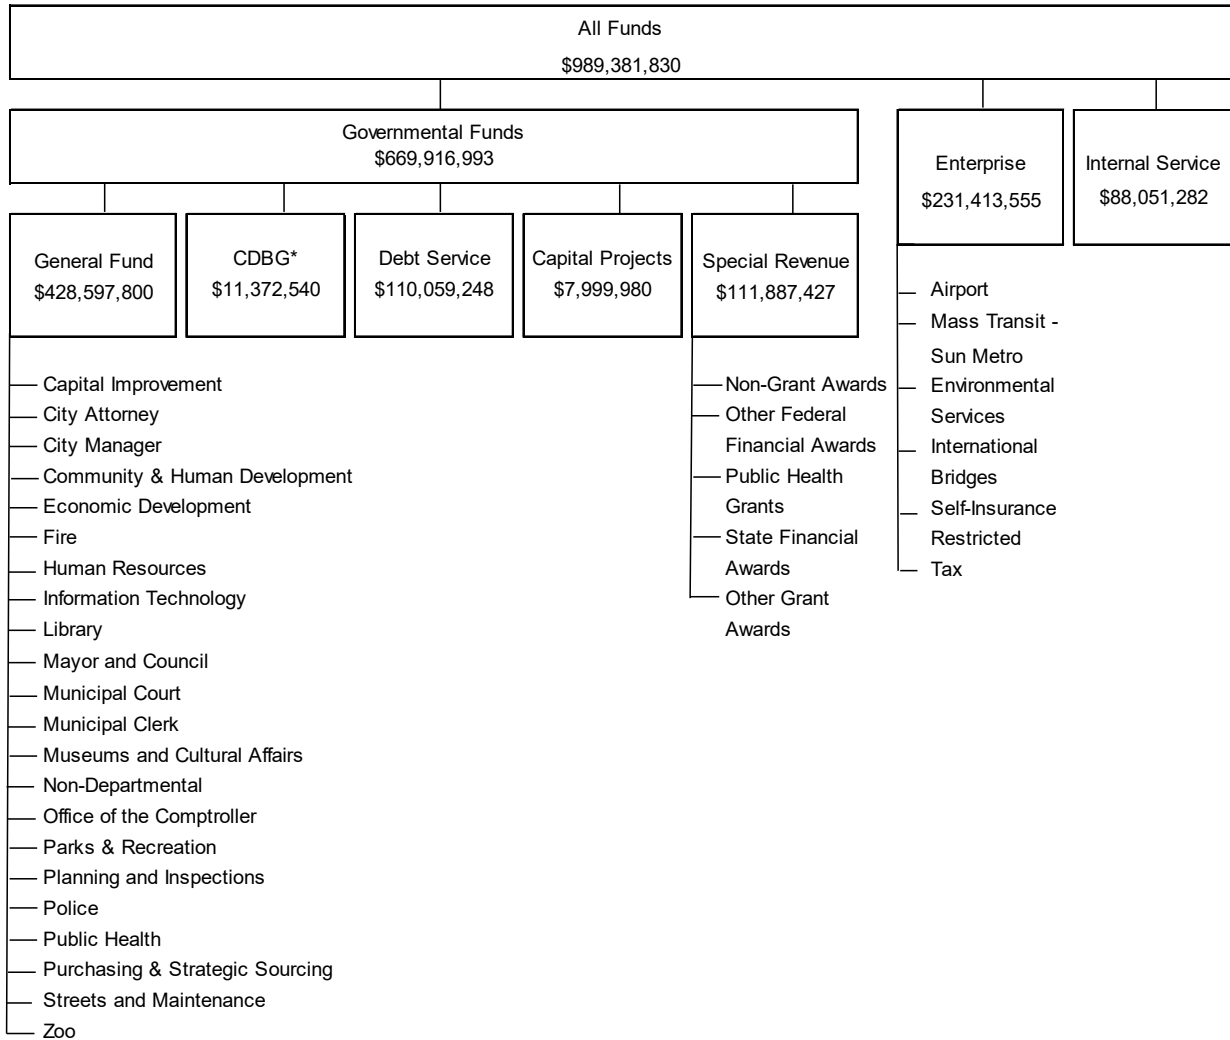 All Funds
$989,381,830
Governmental Funds
$669,916,993
Enterprise
$231,413,555
Internal Service
$88,051,282
General Fund
$428,597,800
CDBG*
$11,372,540
Debt Service
$110,059,248
Capital Projects
$7,999,980
Special Revenue
$111,887,427
Capital Improvement
City Attorney
City Manager
Community & Human Development
Economic Development
Fire
Human Resources
Information Technology
Library
Mayor and Council
Municipal Court
Municipal Clerk
Museums and Cultural Affairs
Non-Departmental
Office of the Comptroller
Parks & Recreation
Planning and Inspections
Police
Public Health
Purchasing & Strategic Sourcing
Streets and Maintenance
Zoo
Non-Grant Awards
Other Federal
Financial Awards
Public Health
Grants
State Financial
Awards
Other Grant
Awards
Airport
Mass Transit -
Sun Metro
Environmental
Services
International
Bridges
Self-Insurance
Restricted
Tax